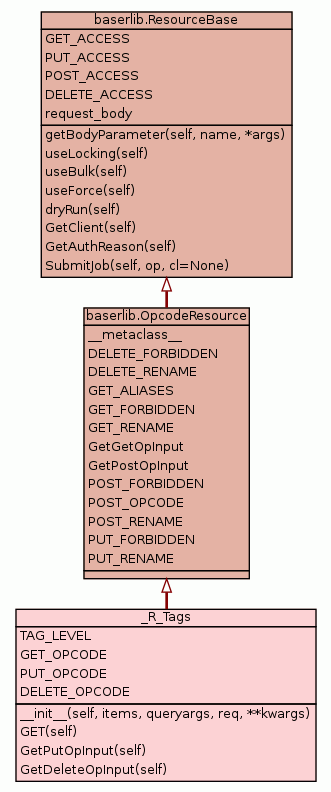 baserlib.ResourceBase
GET_ACCESS
PUT_ACCESS
POST_ACCESS
DELETE_ACCESS
request_body
getBodyParameter(self, name, *args)
useLocking(self)
useBulk(self)
useForce(self)
dryRun(self)
GetClient(self)
GetAuthReason(self)
SubmitJob(self, op, cl=None)
baserlib.OpcodeResource
__metaclass__
DELETE_FORBIDDEN
DELETE_RENAME
GET_ALIASES
GET_FORBIDDEN
GET_RENAME
GetGetOpInput
GetPostOpInput
POST_FORBIDDEN
POST_OPCODE
POST_RENAME
PUT_FORBIDDEN
PUT_RENAME
_R_Tags
TAG_LEVEL
GET_OPCODE
PUT_OPCODE
DELETE_OPCODE
__init__(self, items, queryargs, req, **kwargs)
GET(self)
GetPutOpInput(self)
GetDeleteOpInput(self)